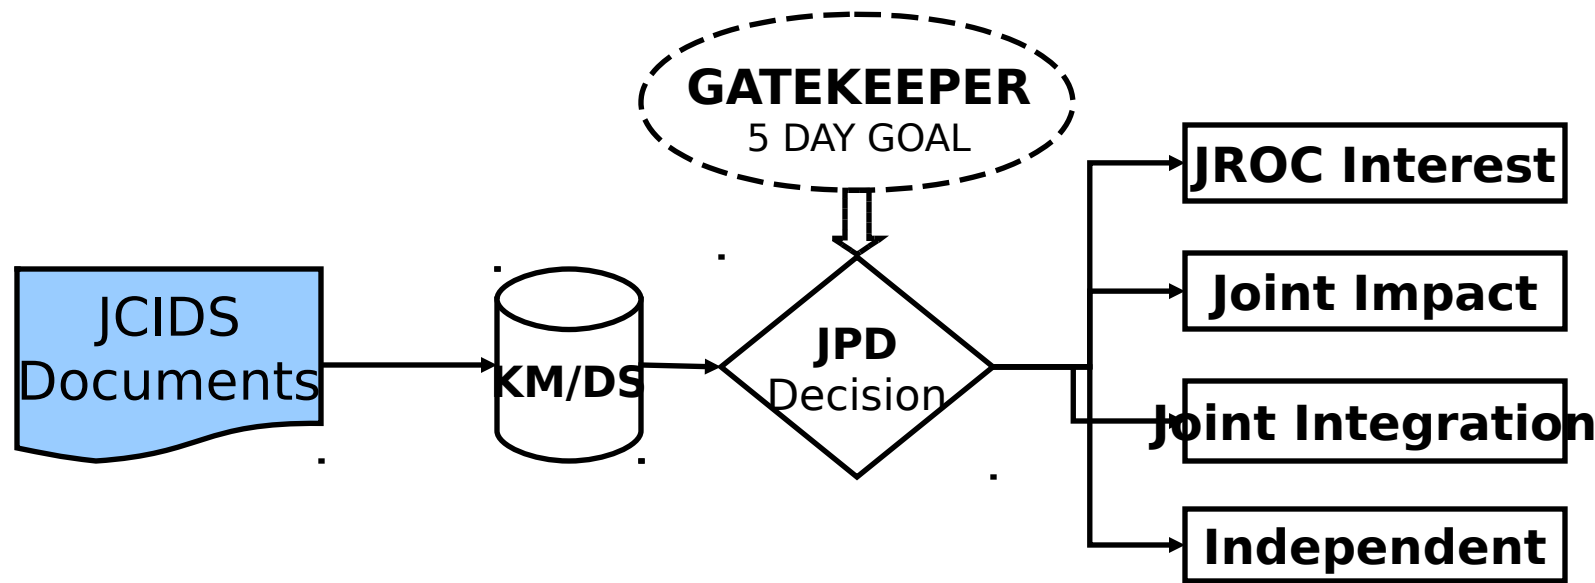 GATEKEEPER
5 DAY GOAL
JROC Interest
JCIDS
Documents
KM/DS
JPD
Decision
Joint Impact
Joint Integration
Independent